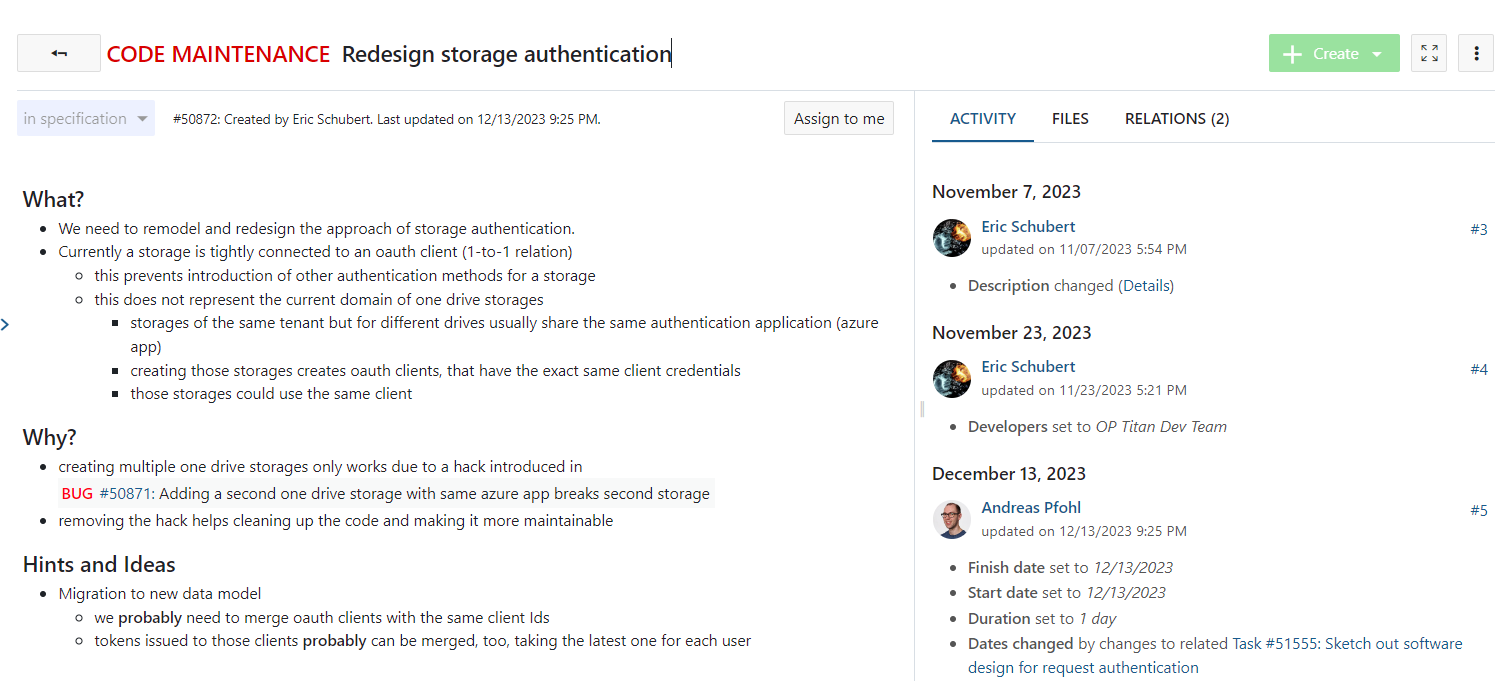 CODE MAINTENANCE Redesign storage authentication
Create
in specification
#50872: Created by Eric Schubert. Last updated on 12/13/2023 9:25 PM.
Assign to me
What?
We need to remodel and redesign the approach of storage authentication.
Currently a storage is tightly connected to an oauth client (1-to-1 relation)
this prevents introduction of other authentication methods for a storage
this does not represent the current domain of one drive storages
storages of the same tenant but for different drives usually share the same authentication application (azure
app)
creating those storages creates oauth clients, that have the exact same client credentials
those storages could use the same client
Why?
creating multiple one drive storages only works due to a hack introduced in
BUG #50871: Adding a second one drive storage with same azure app breaks second storage
removing the hack helps cleaning up the code and making it more maintainable
Hints and Ideas
Migration to new data model
we probably need to merge oauth clients with the same client Ids
tokens issued to those clients probably can be merged, too, taking the latest one for each user
ACTIVITY FILES RELATIONS (2)
November 7, 2023
Eric Schubert #3
updated on 11/07/2023 5:54 PM
Description changed (Details)
November 23, 2023
Eric Schubert #4
updated on 11/23/2023 5:21 PM
Developers set to OP Titan Dev Team
December 13, 2023
Andreas Pfohl #5
updated on 12/13/2023 9:25 PM
Finish date set to 12/13/2023
Start date set to 12/13/2023
Duration set to 1 day
Dates changed by changes to related Task #51555: Sketch out software
design for request authentication